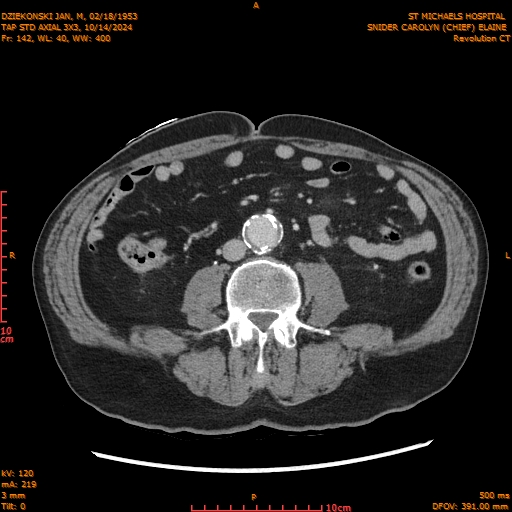 A
DZIEKONSKI JAN, M, 02/18/1953
TAP STD AXIAL 3X3, 10/14/2024
Fr: 142, WL: 40, WW: 400
ST MICHAELS HOSPITAL
SNIDER CAROLYN (CHIEF) ELAINE
Revolution CT
R
L
10
cm
kV: 120
mA: 219
3 mm
Tilt: 0
P
10cm
500 ms
DFOV: 391.00 mm